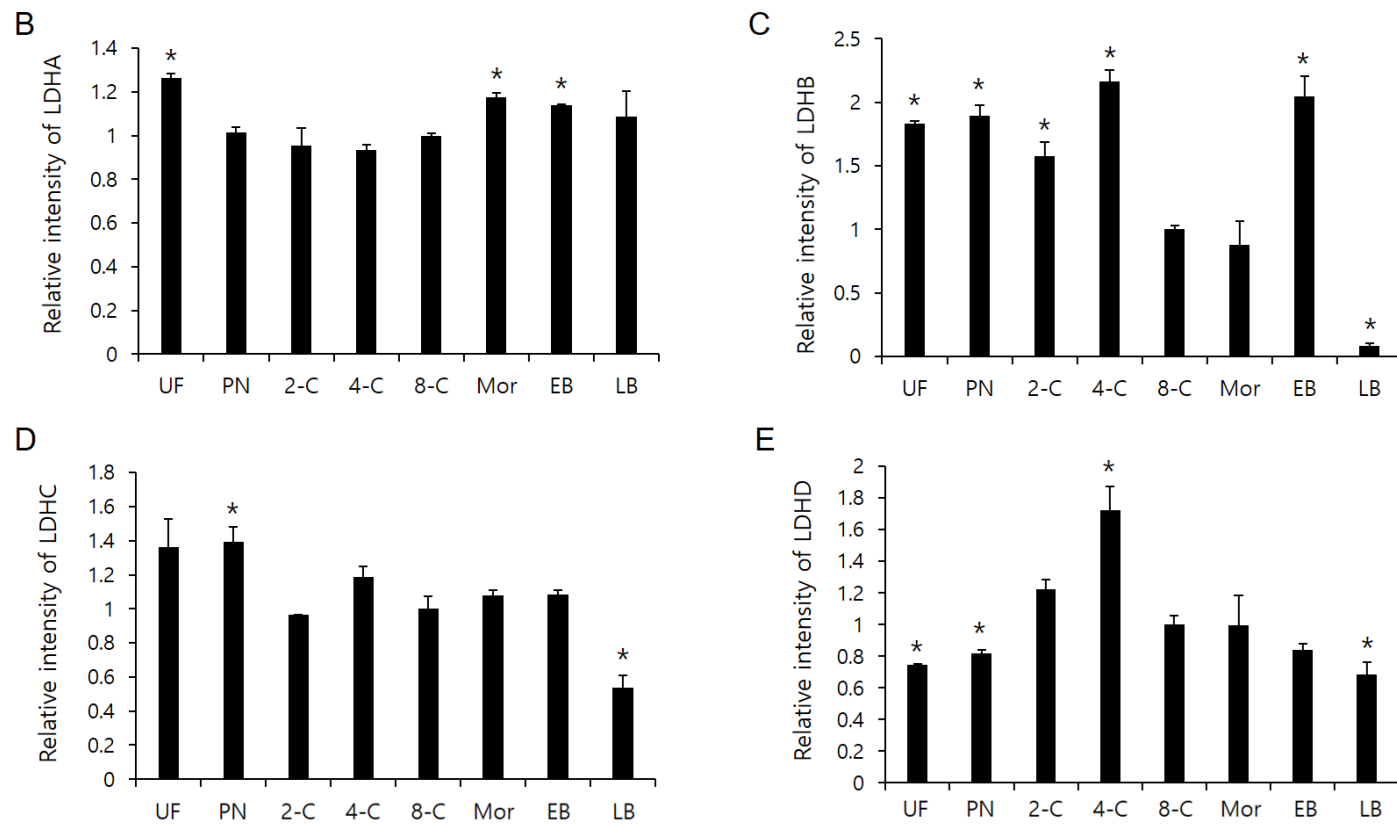 B
Relative intensity of LDHA
1.4
1.2
1
0.8
0.6
0.4
0.2
0
* * *
UF PN 2-C 4-C 8-C Mor EB LB
C
Relative intensity of LDHB
2.5
2
1.5
1
0.5
0
* * * * * *
UF PN 2-C 4-C 8-C Mor EB LB
D
Relative intensity of LDHC
1.8
1.6
1.4
1.2
1
0.8
0.6
0.4
0.2
0
* *
UF PN 2-C 4-C 8-C Mor EB LB
E
Relative intensity of LDHD
2
1.8
1.6
1.4
1.2
1
0.8
0.6
0.4
0.2
0
* * * *
UF PN 2-C 4-C 8-C Mor EB LB